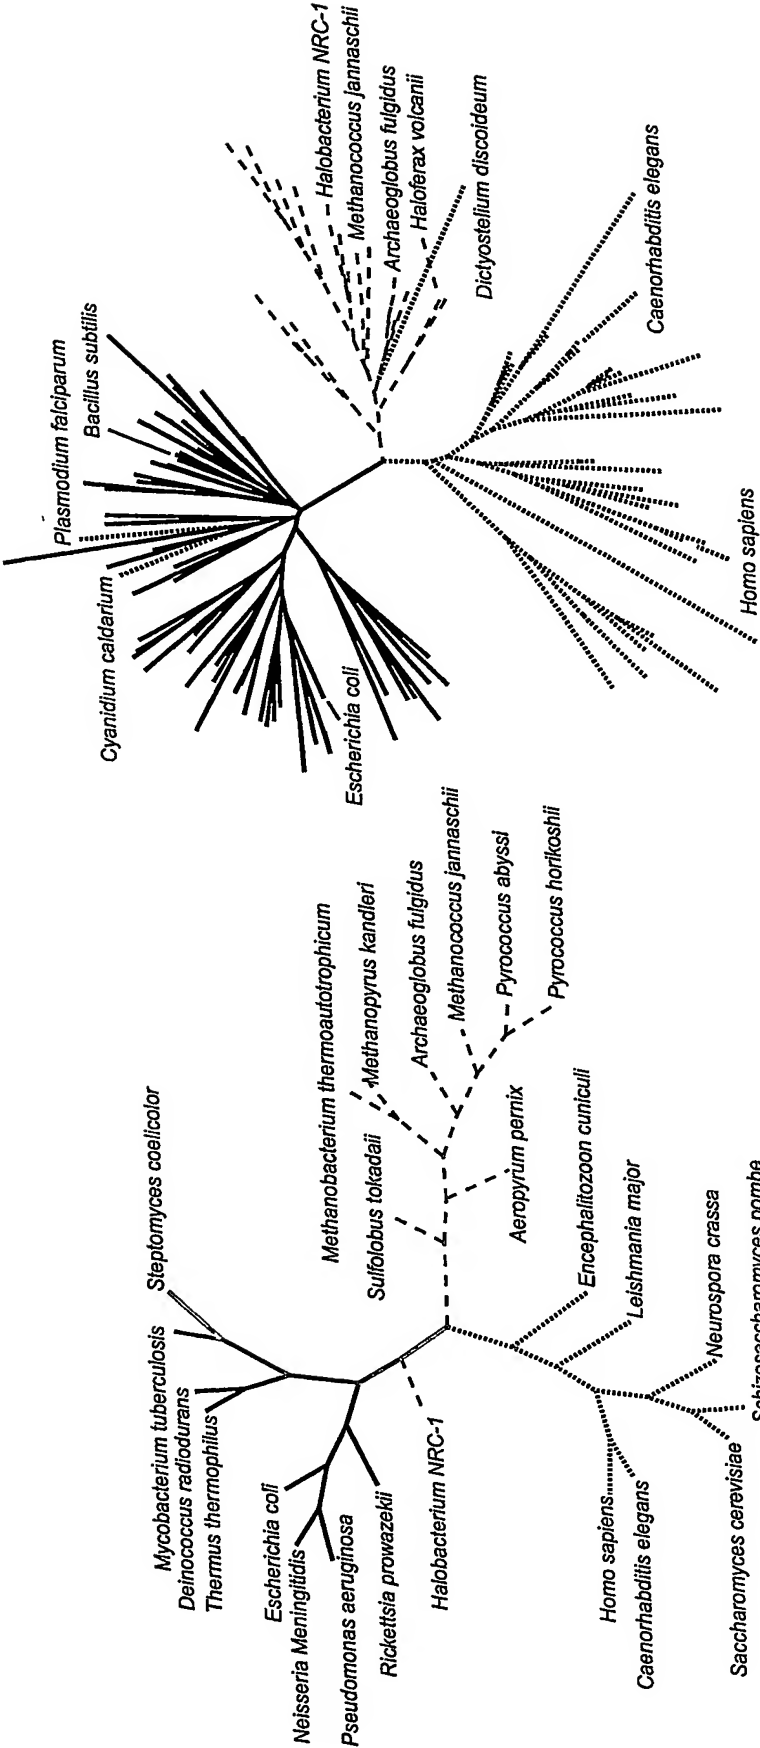 Steptomyces coelicolor
Mycobacterium tuberculosis
Deinococcus radiodurans
Thermus thermophilus
Escherichia coli
Neisseria Meningitidis
Pseudomonas aeruginosa
Rickettsia prowazekii
Halobacterium NRC-1
Methanobacterium thermoautotrophicum
Methanopyrus kandleri
Sulfolobus tokadaii
Archaeoglobus fulgidus
Methanococcus jannaschii
Pyrococcus abyssi
Pyrococcus horikoshii
Aeropyrum pernix
Encephalitozoon cuniculi
Leishmania major
Neurospora crassa
Schizosaccharomyces pombe
Homo sapiens
Caenorhabditis elegans
Saccharomyces cerevisiae
Plasmodium falciparum
Bacillus subtilis
Cyanidium caldarium
Escherichia coli
Halobacterium NRC-1
Methanococcus jannaschii
Archaeoglobus fulgidus
Haloferax volcanii
Dictyostelium discoideum
Caenorhabditis elegans
Homo sapiens